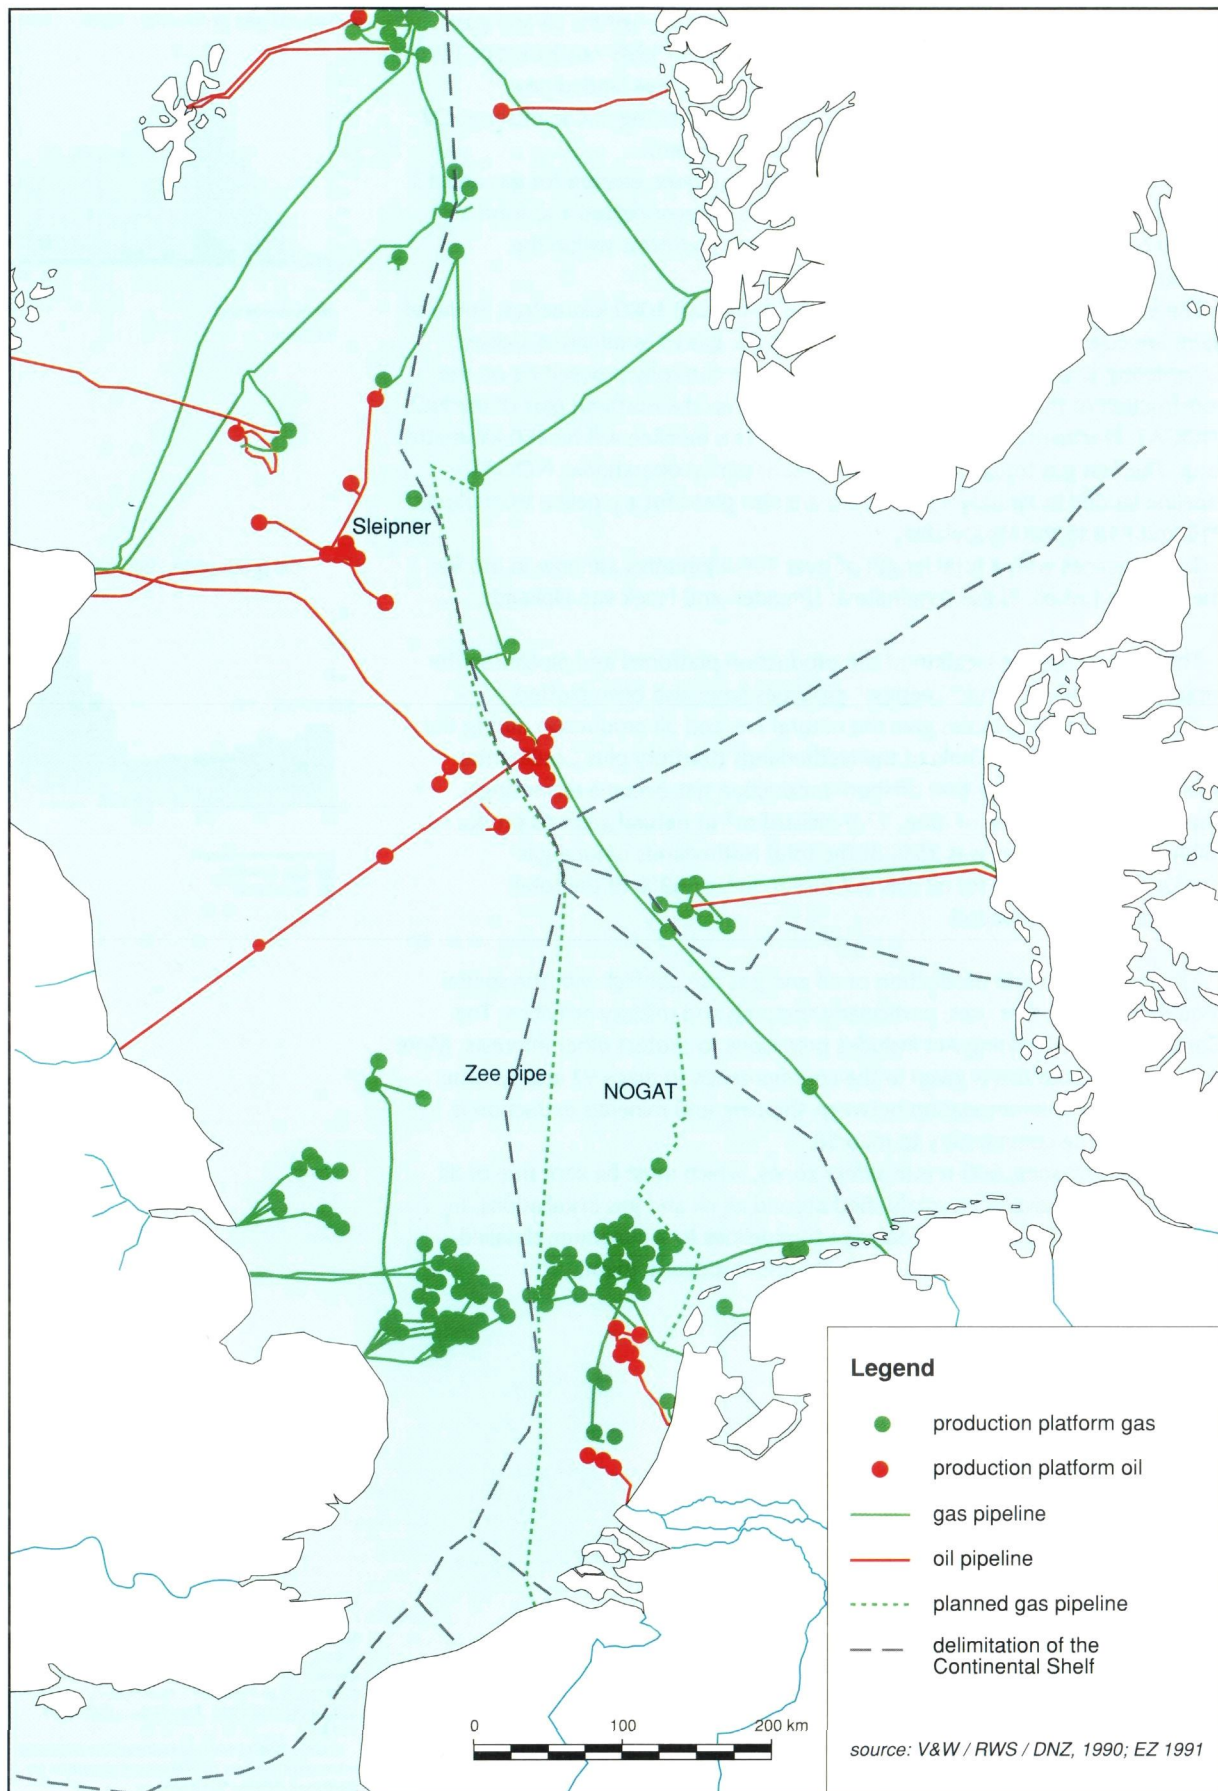 Sleipner
Zee pipe
NOGAT
Legend
production platform gas
production platform oil
gas pipeline
oil pipeline
planned gas pipeline
delimitation of the
Continental Shelf
0 100 200 km
source: V&W / RWS / DNZ, 1990; EZ 1991